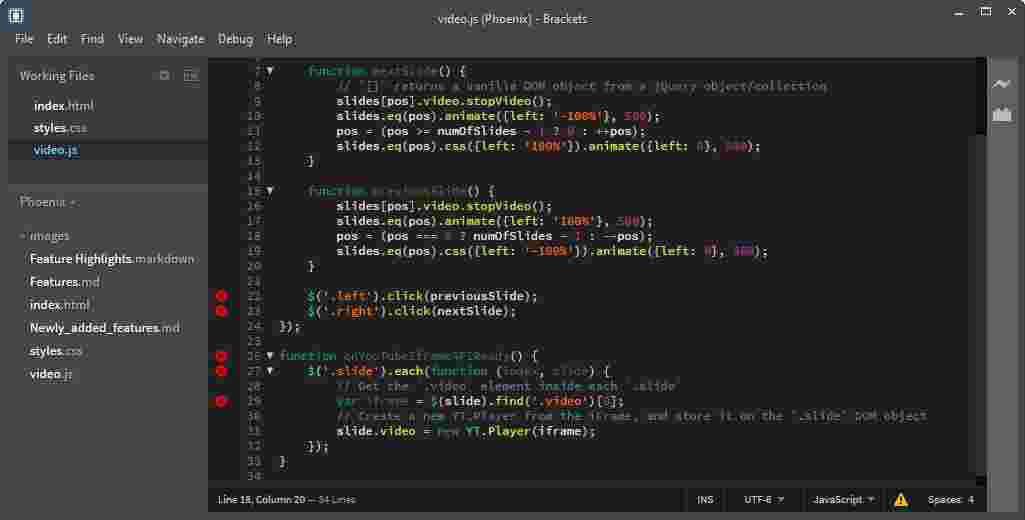 video.js (Phoenix) - Brackets
File Edit Find View Navigate Debug Help
Working Files
index.html
styles.css
video.js
Phoenix
images
Feature Highlights.markdown
Features.md
index.html
Newly_added_features.md
styles.css
video.js
7 function nextSlide() {
8 // `[]` returns a vanilla DOM object from a jQuery object/collection
9 slides[pos].video.stopVideo();
10 slides.eq(pos).animate({left: '-100%'}, 500);
11 pos = (pos >= numOfSlides - 1 ? 0 : ++pos);
12 slides.eq(pos).css({left: '100%'}).animate({left: 0}, 500);
13 }
14
15 function previousSlide() {
16 slides[pos].video.stopVideo();
17 slides.eq(pos).animate({left: '100%'}, 500);
18 pos = (pos === 0 ? numOfSlides - 1 : --pos);
19 slides.eq(pos).css({left: '-100%'}).animate({left: 0}, 500);
20 }
21
22 $('.left').click(previousSlide);
23 $('.right').click(nextSlide);
24 });
25
26 function onYouTubeIframeAPIReady() {
27 $('.slide').each(function (index, slide) {
28 // Get the `.video` element inside each `.slide`
29 var iframe = $(slide).find('.video')[0];
30 // Create a new YT.Player from the iframe, and store it on the `.slide` DOM object
31 slide.video = new YT.Player(iframe);
32 });
33 }
34
Line 18, Column 20 — 34 Lines
INS UTF-8 JavaScript Spaces: 4